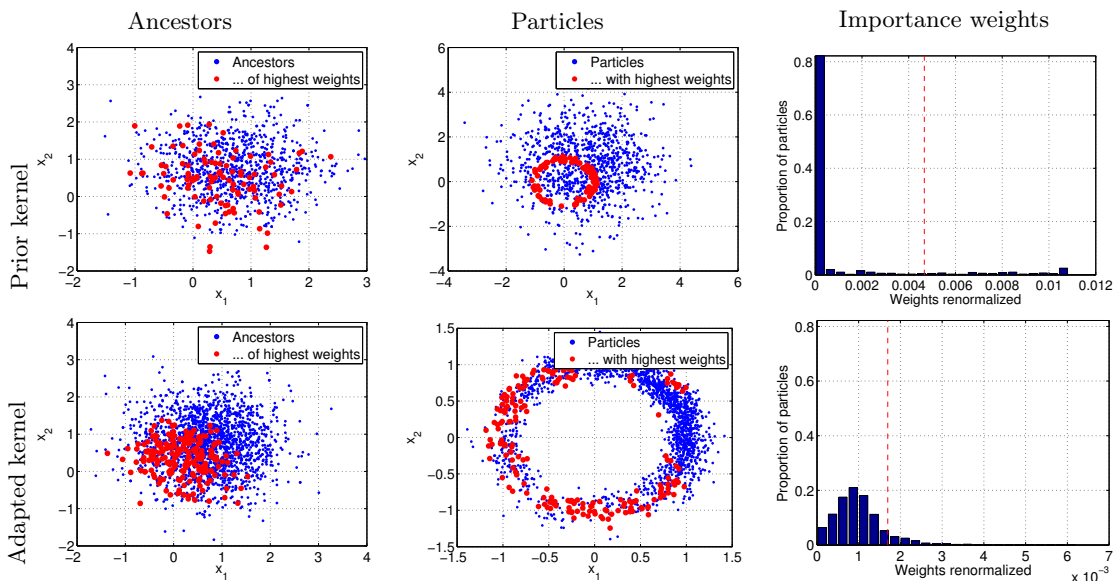 Ancestors
Particles
Importance weights
Prior kernel
4
3
2
1
0
−1
−2
−2 −1 0 1 2 3
x1
x2
Ancestors
... of highest weights
6
4
2
0
−2
−4
−4 −2 0 2 4 6
x1
x2
Particles
... with highest weights
0.8
0.6
0.4
0.2
0
0 0.002 0.004 0.006 0.008 0.01 0.012
Weights renormalized
Proportion of particles
Adapted kernel
4
3
2
1
0
−1
−2
−2 −1 0 1 2 3 4
x1
x2
Ancestors
... of highest weights
1.5
1
0.5
0
−0.5
−1
−1.5
−1.5 −1 −0.5 0 0.5 1 1.5
x1
x2
Particles
... with highest weights
0.8
0.6
0.4
0.2
0
0 1 2 3 4 5 6 7
x 10−3
Weights renormalized
Proportion of particles